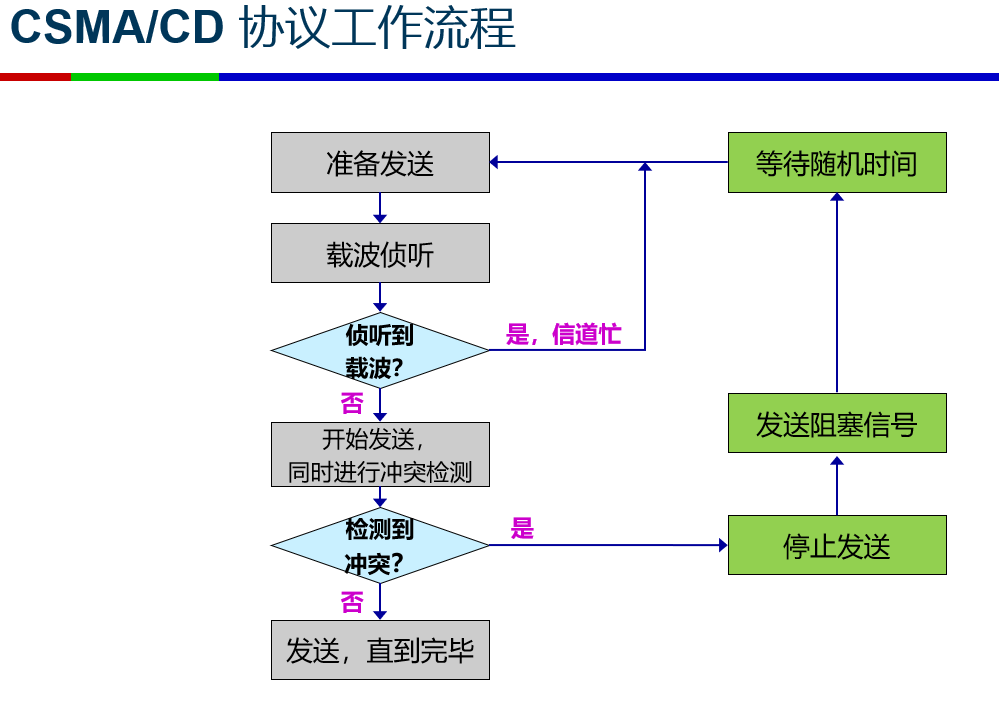 CSMA/CD 协议工作流程
准备发送
等待随机时间
载波侦听
侦听到
载波？
是，信道忙
否
开始发送，
同时进行冲突检测
发送阻塞信号
检测到
冲突？
是
停止发送
否
发送，直到完毕